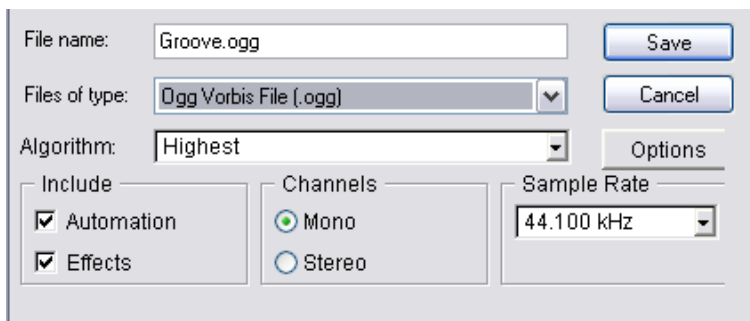 File name: Groove.ogg Save
Files of type: Ogg Vorbis File (.ogg) Cancel
Algorithm: Highest Options
Include Channels Sample Rate
Automation Mono 44.100 kHz
Effects Stereo